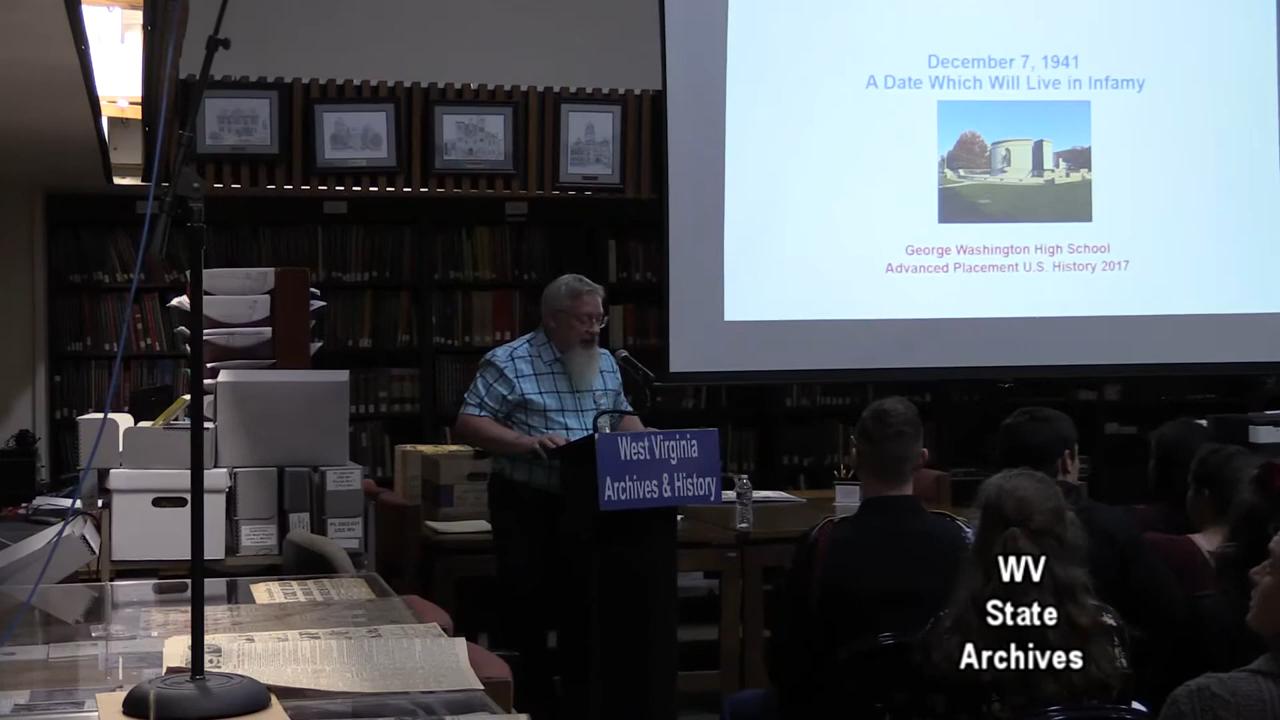 December 7, 1941
A Date Which Will Live in Infamy
George Washington High School
Advanced Placement U.S. History 2017
West Virginia
Archives & History
WV
State
Archives